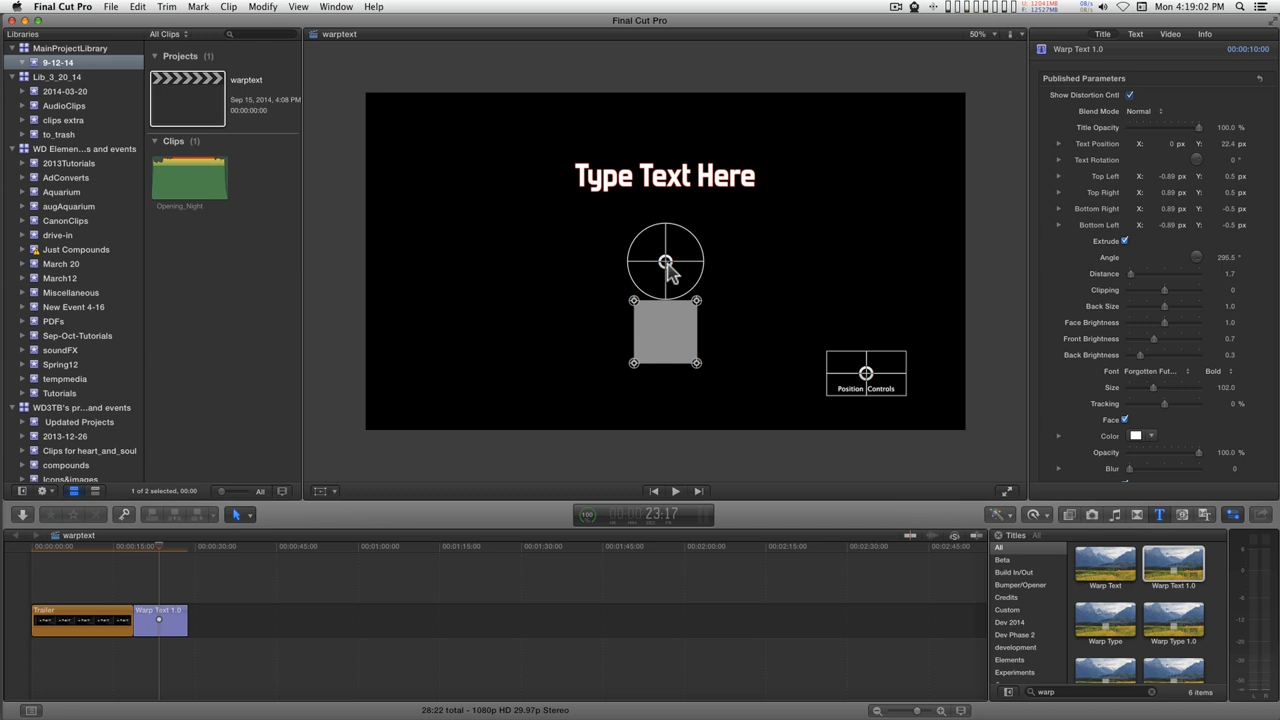 Final Cut Pro File Edit Trim Mark Clip Modify View Window Help Mon 4:19:02 PM
Final Cut Pro
Libraries
All Clips
warptext
50%
Title Text Video Info
MainProjectLibrary
9-12-14
Lib_3_20_14
2014-03-20
AudioClips
clips extra
to_trash
WD Elemen...s and events
2013Tutorials
AdConverts
Aquarium
augAquarium
CanonClips
drive-in
Just Compounds
March 20
March12
Miscellaneous
New Event 4-16
PDFs
Sep-Oct-Tutorials
soundFX
Spring12
tempmedia
Tutorials
WD3TB's pr...and events
Updated Projects
2013-12-26
Clips for heart_and_soul
compounds
Icons&images
Projects (1)
warptext
Sep 15, 2014, 4:08 PM
00:00:00:00
Clips (1)
Opening_Night
Type Text Here
Position Controls
Warp Text 1.0 00:00:10:00
Published Parameters
Show Distortion Cntl
Blend Mode Normal
Title Opacity 100.0 %
Text Position X: 0 px Y: 22.4 px
Text Rotation 0 °
Top Left X: -0.89 px Y: 0.5 px
Top Right X: 0.89 px Y: 0.5 px
Bottom Right X: 0.89 px Y: -0.5 px
Bottom Left X: -0.89 px Y: -0.5 px
Extrude
Angle 295.5 °
Distance 1.7
Clipping 0
Back Size 1.0
Face Brightness 1.0
Front Brightness 0.7
Back Brightness 0.3
Font Forgotten Fut... Bold
Size 102.0
Tracking 0 %
Face
Color
Opacity 100.0 %
Blur 0
1 of 2 selected, 00:00
All
100
23:17
warptext
00:00:00:00 00:00:15:00 00:00:30:00 00:00:45:00 00:01:00:00 00:01:15:00 00:01:30:00 00:01:45:00 00:02:00:00 00:02:15:00 00:02:30:00 00:02:45:00
Trailer
Warp Text 1.0
Titles All
All
Beta
Build In/Out
Bumper/Opener
Credits
Custom
Dev 2014
Dev Phase 2
development
Elements
Experiments
Warp Text
Warp Text 1.0
Warp Type
Warp Type 1.0
warp
6 items
28:22 total - 1080p HD 29.97p Stereo